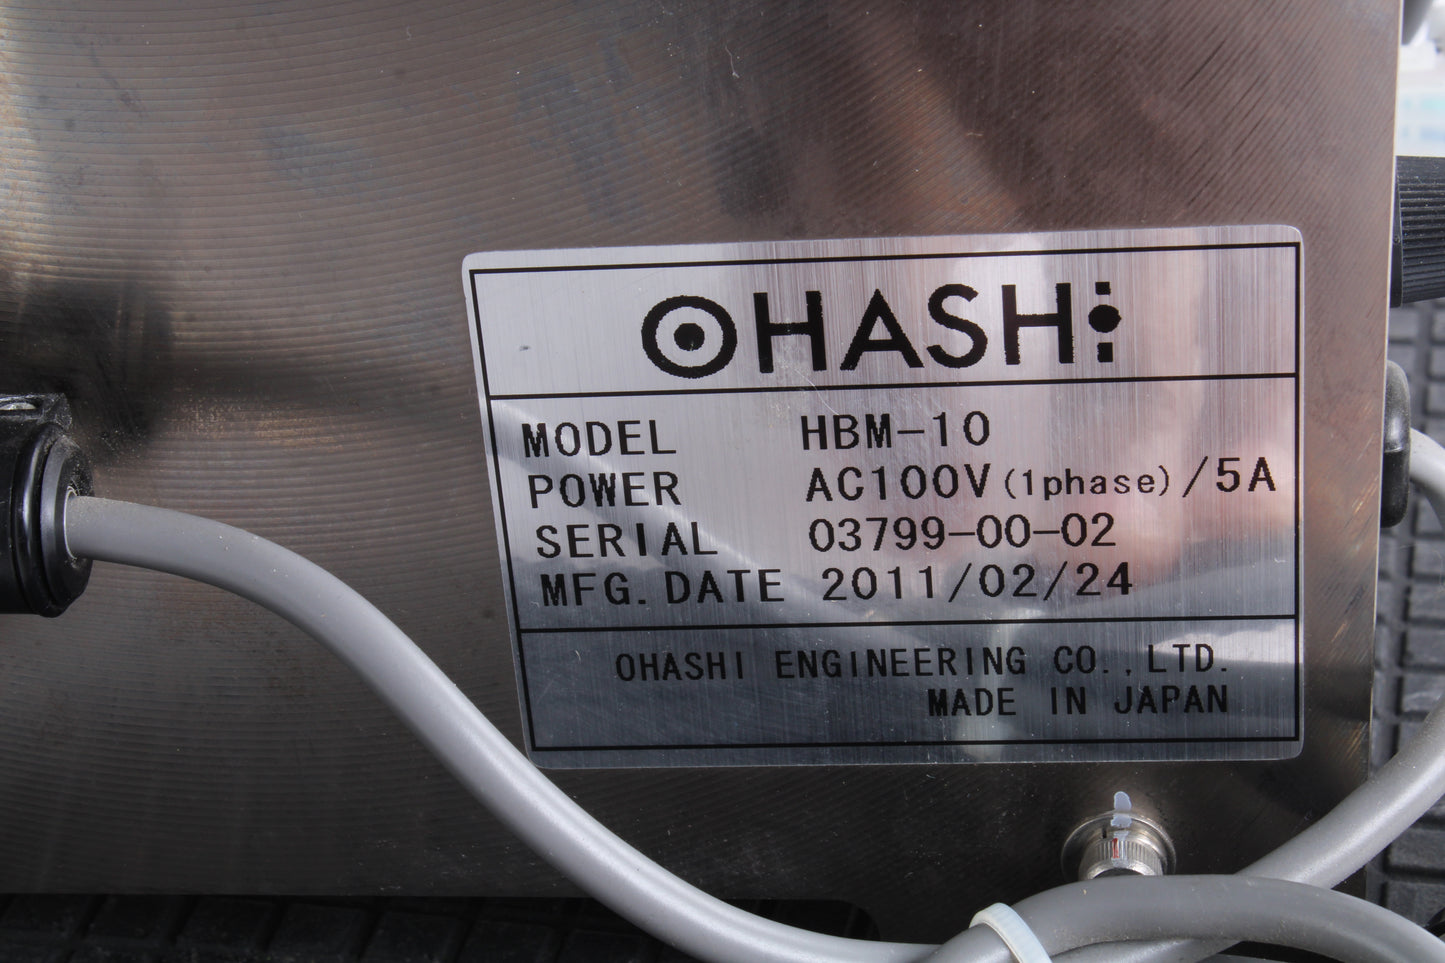 OHASHI
MODEL HBM-10
POWER AC100V(1phase)/5A
SERIAL 03799-00-02
MFG.DATE 2011/02/24
OHASHI ENGINEERING CO.,LTD.
MADE IN JAPAN